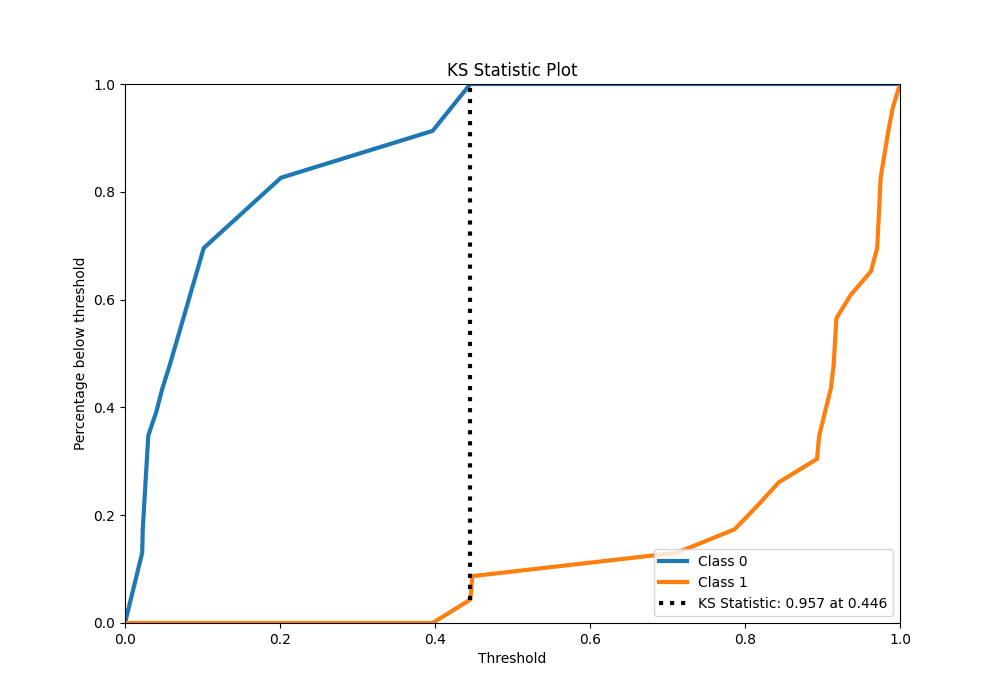 KS Statistic Plot
1.0
0.8
0.6
0.4
0.2
0.0
Percentage below threshold
0.0 0.2 0.4 0.6 0.8 1.0
Threshold
Class 0
Class 1
KS Statistic: 0.957 at 0.446